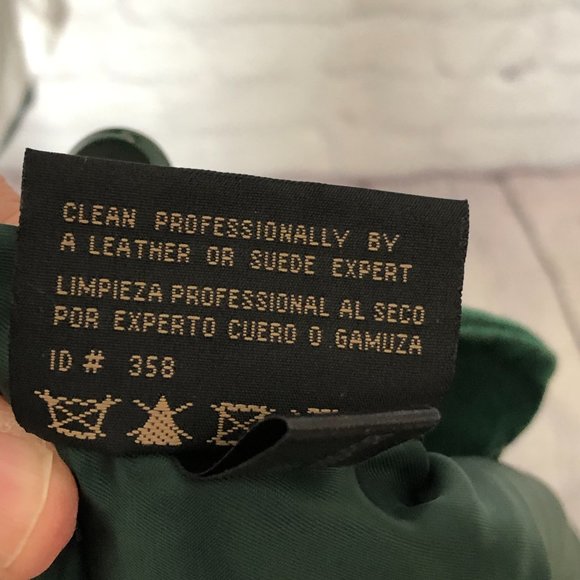 CLEAN PROFESSIONALLY BY
A LEATHER OR SUEDE EXPERT
LIMPIEZA PROFESSIONAL AL SECO
POR EXPERTO CUERO O GAMUZA
ID # 358